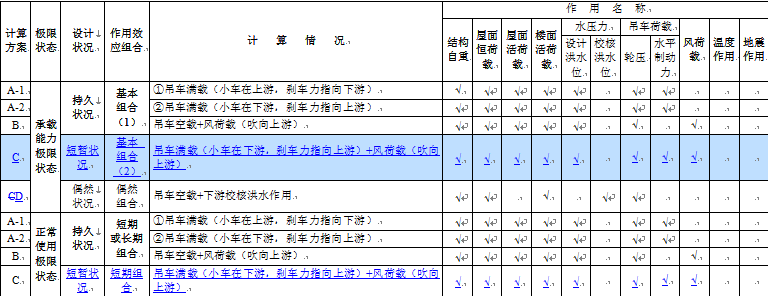 计算方案 极限状态 设计↓状况 作用效应组合 计 算 情 况 作 用 名 称
结构自重 屋面恒荷载 屋面活荷载 楼面活荷载 水压力 吊车荷载 风荷载 温度作用 地震作用
设计洪水位 校核洪水位 轮压 水平制动力
A-1 承载能力极限状态 持久↓状况 基本组合（1） ①吊车满载（小车在上游，刹车力指向下游） √ √ √ √ √ √ √
A-2 ②吊车满载（小车在下游，刹车力指向上游） √ √ √ √ √ √ √
B 吊车空载+风荷载（吹向上游） √ √ √ √ √ √ √
C 短暂状况 基本组合（2） 吊车满载（小车在下游，刹车力指向上游）+风荷载（吹向上游） √ √ √ √ √ √ √ √
CD 偶然↓状况 偶然组合 吊车空载+下游校核洪水作用 √ √ √ √ √
A-1 正常使用极限状态 持久↓状况 短期或长期组合 ①吊车满载（小车在上游，刹车力指向下游） √ √ √ √ √ √ √
A-2 ②吊车满载（小车在下游，刹车力指向上游） √ √ √ √ √ √ √
B 吊车空载+风荷载（吹向上游） √ √ √ √ √ √ √
C 短暂状况 短期组合 吊车满载（小车在下游，刹车力指向上游）+风荷载（吹向上游） √ √ √ √ √ √ √ √